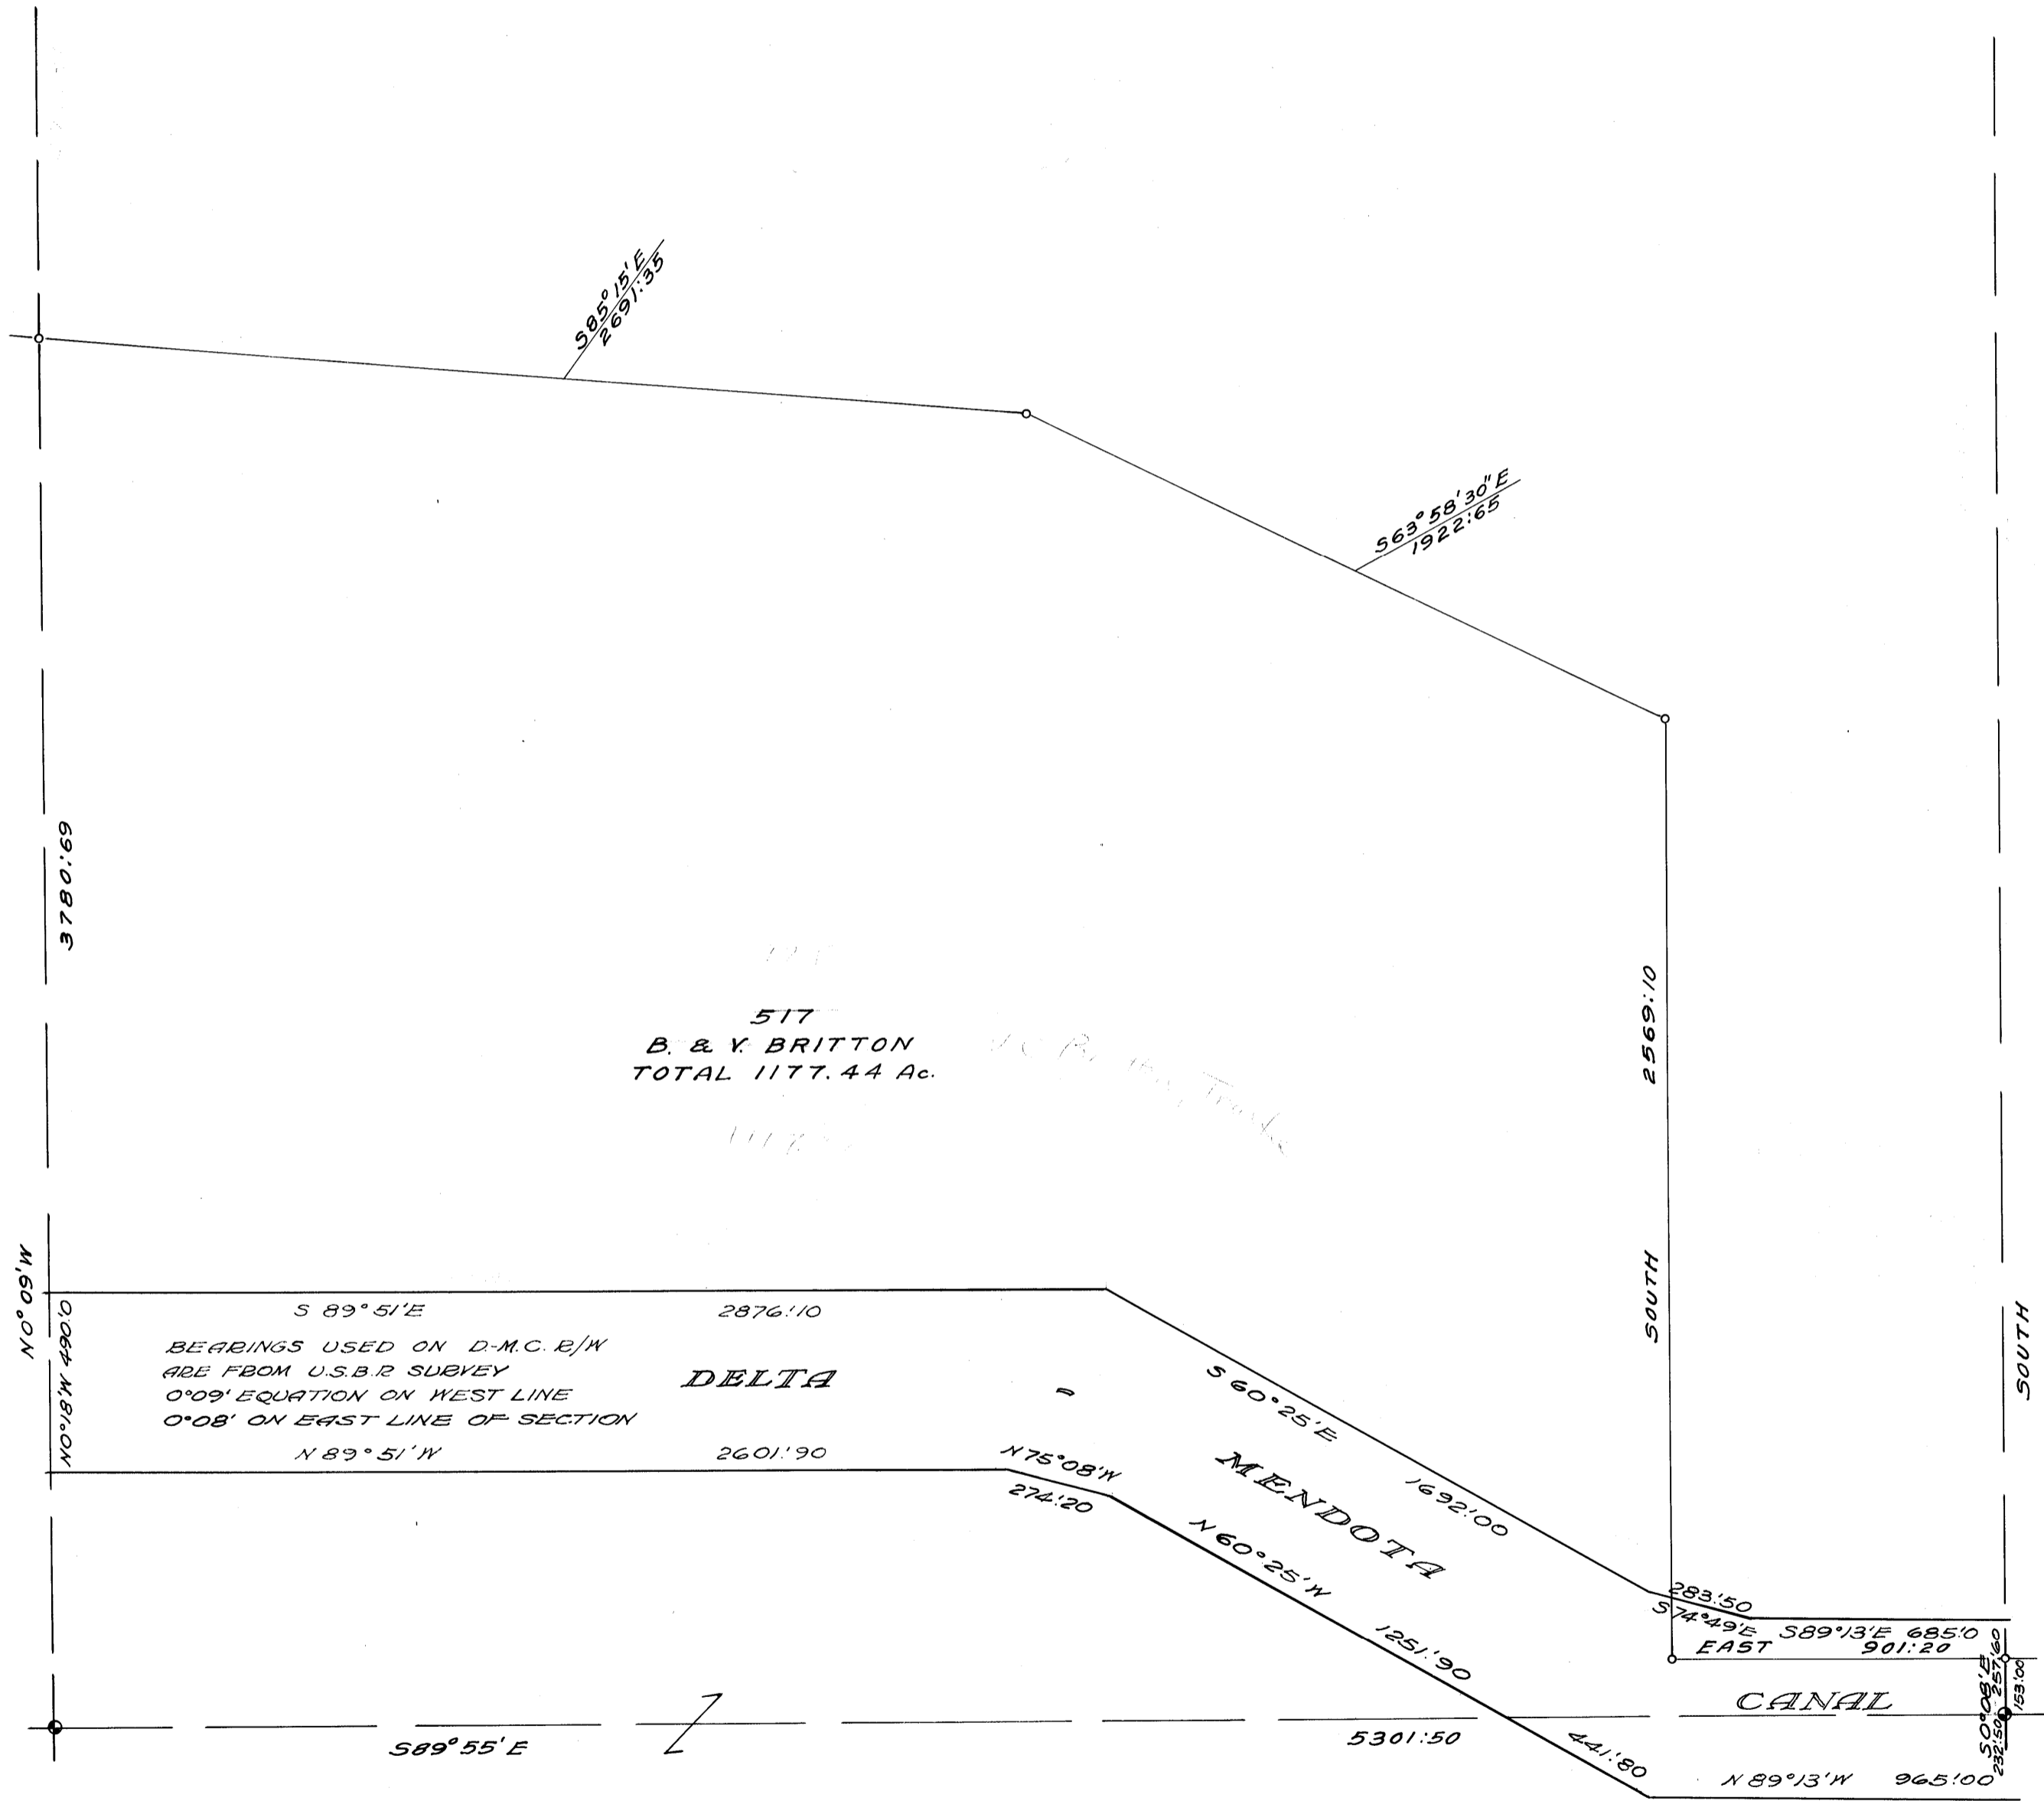 S85°15'E
2691.'35
S63°58'30"E
1922.'65
3780.'69
2569.'10
517
B. & V. BRITTON
TOTAL 1177.44 Ac.
N0°09'W
SOUTH
SOUTH
N0°18'W 490.'0
S 89°51'E 2876.'10
BEARINGS USED ON D-M.C. R/W
ARE FROM U.S.B.R SURVEY
0°09' EQUATION ON WEST LINE
0°08' ON EAST LINE OF SECTION
DELTA - MENDOTA CANAL
N 89°51'W 2601.'90
N 75°08'W
274.'20
S 60°25'E 1692.'00
N 60°25'W 1251.'90
283.'50
S 74°49'E
S89°13'E 685.'0
EAST 901.'20
S0°08'E
232.'50 257.'60
153.'00
S89°55'E 5301.'50
441.'80
N 89°13'W 965.'00